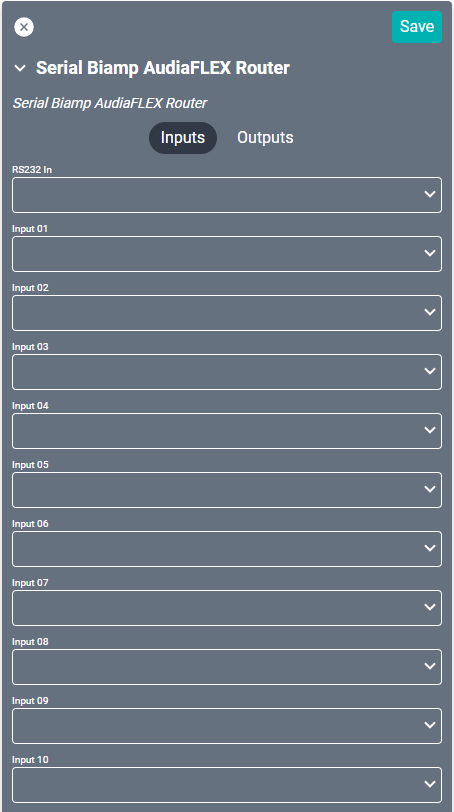 Save
Serial Biamp AudiaFLEX Router
Serial Biamp AudiaFLEX Router
Inputs Outputs
RS232 In
Input 01
Input 02
Input 03
Input 04
Input 05
Input 06
Input 07
Input 08
Input 09
Input 10